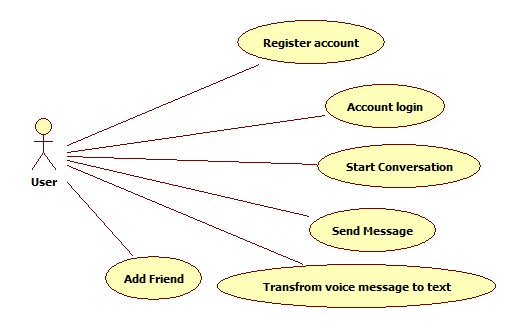 Register account
Account login
Start Conversation
User
Send Message
Add Friend
Transfrom voice message to text